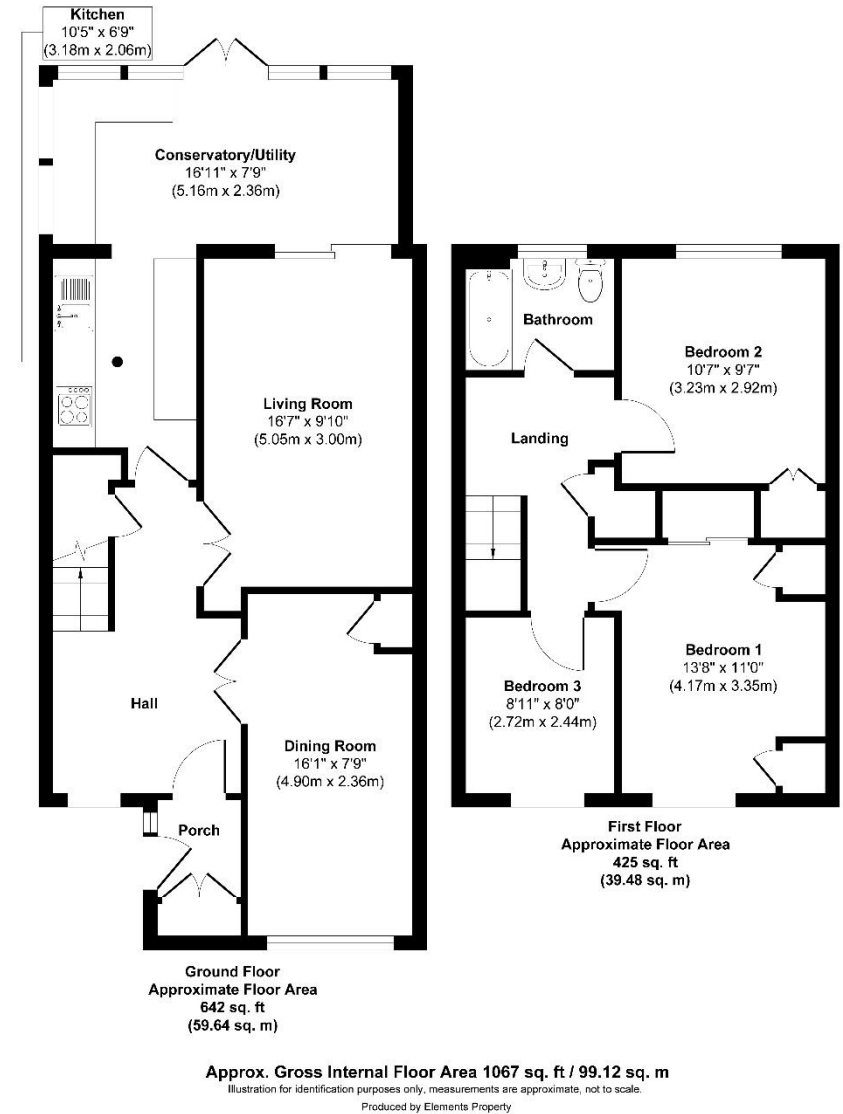 Kitchen
10'5" x 6'9"
(3.18m x 2.06m)
Conservatory/Utility
16'11" x 7'9"
(5.16m x 2.36m)
Living Room
16'7" x 9'10"
(5.05m x 3.00m)
Hall
Dining Room
16'1" x 7'9"
(4.90m x 2.36m)
Porch
Ground Floor
Approximate Floor Area
642 sq. ft
(59.64 sq. m)
Bathroom
Bedroom 2
10'7" x 9'7"
(3.23m x 2.92m)
Landing
Bedroom 1
13'8" x 11'0"
(4.17m x 3.35m)
Bedroom 3
8'11" x 8'0"
(2.72m x 2.44m)
First Floor
Approximate Floor Area
425 sq. ft
(39.48 sq. m)
Approx. Gross Internal Floor Area 1067 sq. ft / 99.12 sq. m
Illustration for identification purposes only, measurements are approximate, not to scale.
Produced by Elements Property